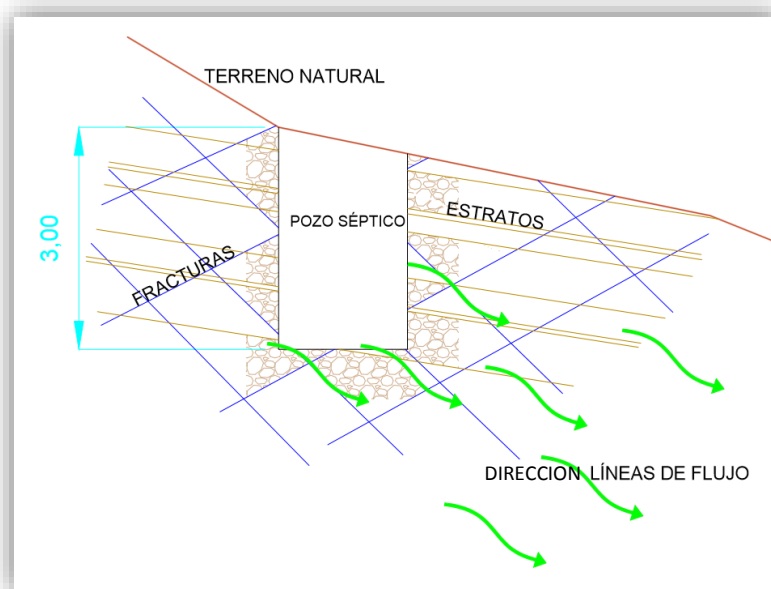 TERRENO NATURAL
POZO SÉPTICO
ESTRATOS
FRACTURAS
3,00
DIRECCION LÍNEAS DE FLUJO